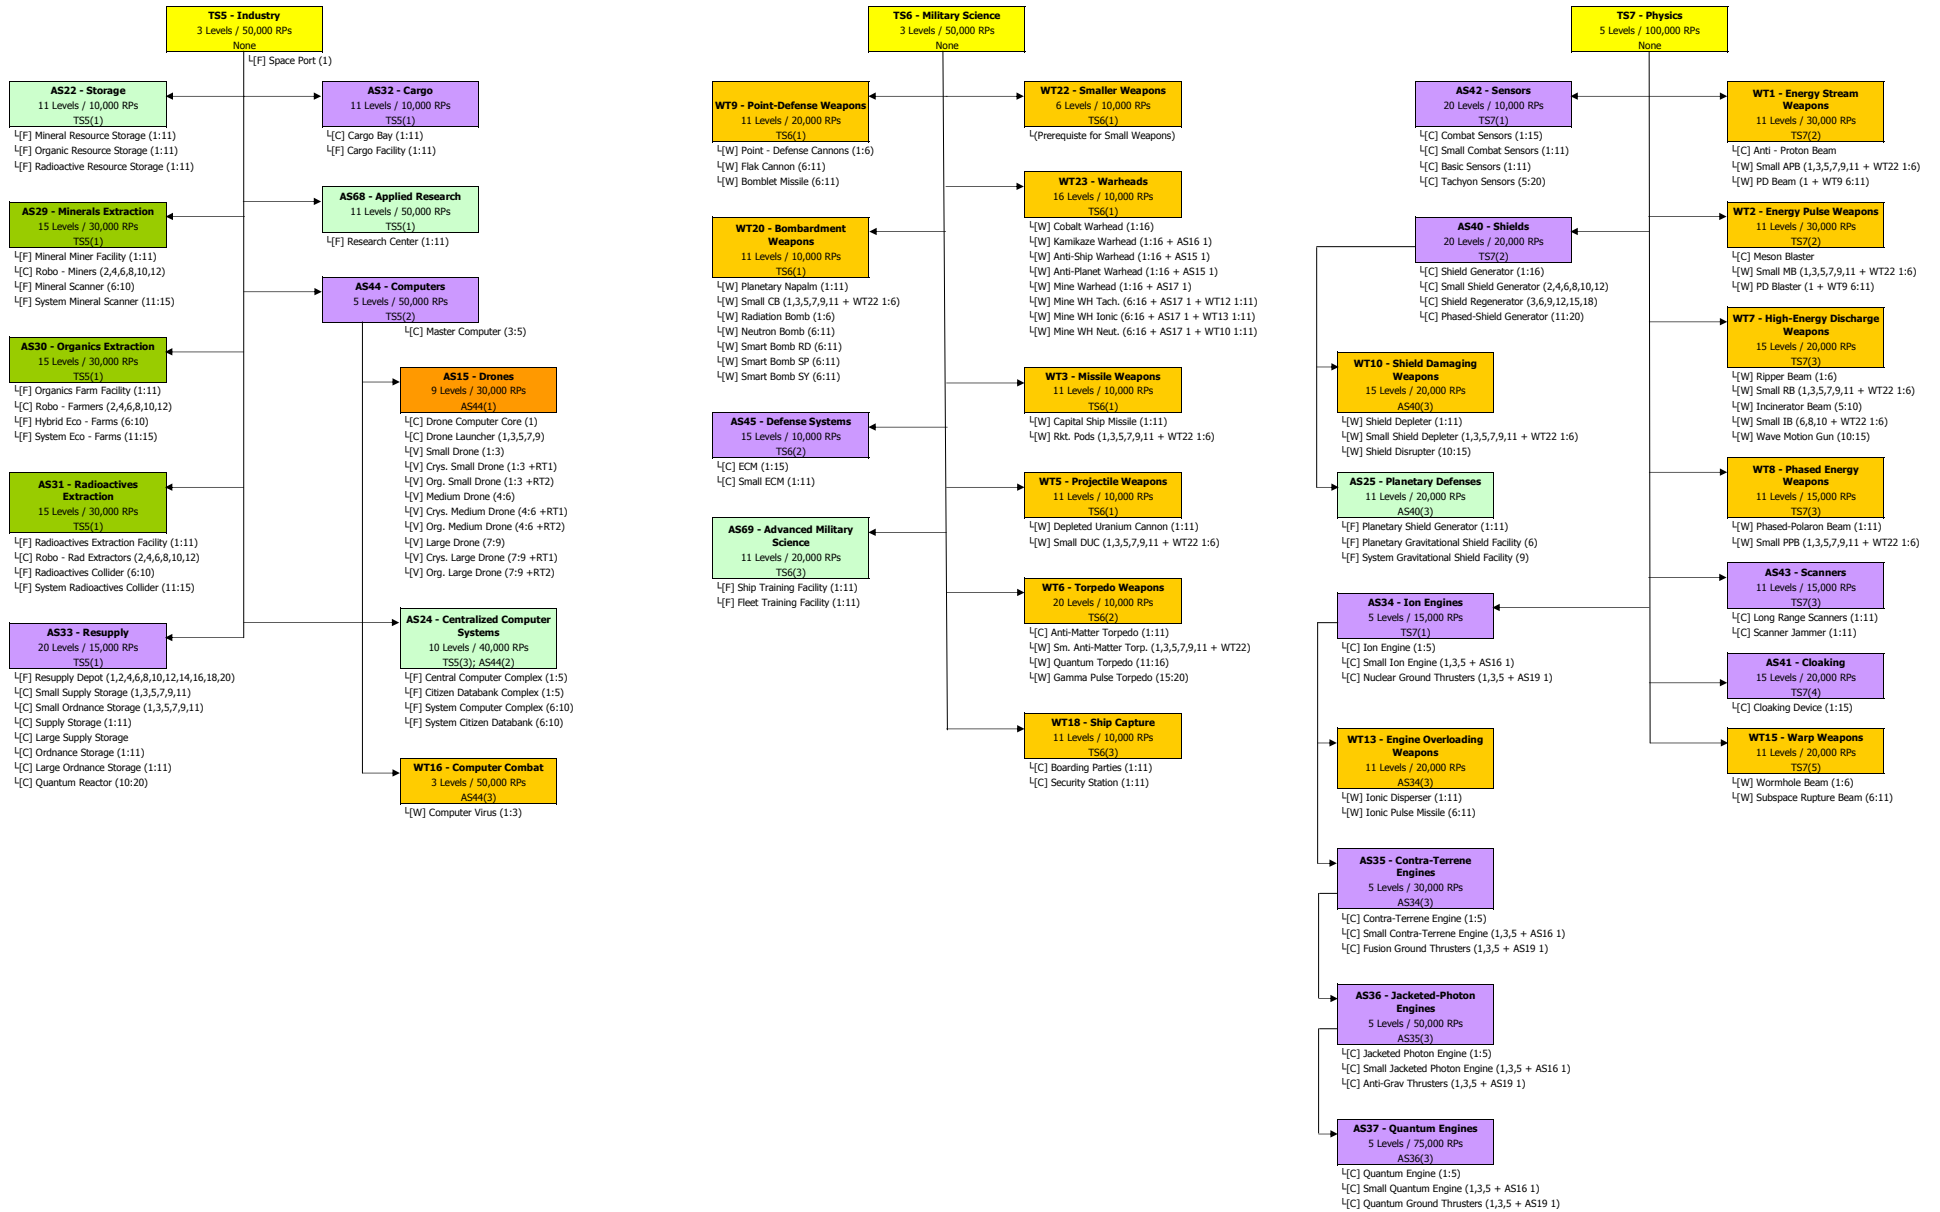 TS5 - Industry
3 Levels / 50,000 RPs
None
└[F] Space Port (1)
AS22 - Storage
11 Levels / 10,000 RPs
TS5(1)
└[F] Mineral Resource Storage (1:11)
└[F] Organic Resource Storage (1:11)
└[F] Radioactive Resource Storage (1:11)
AS29 - Minerals Extraction
15 Levels / 30,000 RPs
TS5(1)
└[F] Mineral Miner Facility (1:11)
└[C] Robo - Miners (2,4,6,8,10,12)
└[F] Mineral Scanner (6:10)
└[F] System Mineral Scanner (11:15)
AS30 - Organics Extraction
15 Levels / 30,000 RPs
TS5(1)
└[F] Organics Farm Facility (1:11)
└[C] Robo - Farmers (2,4,6,8,10,12)
└[F] Hybrid Eco - Farms (6:10)
└[F] System Eco - Farms (11:15)
AS31 - Radioactives
Extraction
15 Levels / 30,000 RPs
TS5(1)
└[F] Radioactives Extraction Facility (1:11)
└[C] Robo - Rad Extractors (2,4,6,8,10,12)
└[F] Radioactives Collider (6:10)
└[F] System Radioactives Collider (11:15)
AS33 - Resupply
20 Levels / 15,000 RPs
TS5(1)
└[F] Resupply Depot (1,2,4,6,8,10,12,14,16,18,20)
└[C] Small Supply Storage (1,3,5,7,9,11)
└[C] Small Ordnance Storage (1,3,5,7,9,11)
└[C] Supply Storage (1:11)
└[C] Large Supply Storage
└[C] Ordnance Storage (1:11)
└[C] Large Ordnance Storage (1:11)
└[C] Quantum Reactor (10:20)
AS32 - Cargo
11 Levels / 10,000 RPs
TS5(1)
└[C] Cargo Bay (1:11)
└[F] Cargo Facility (1:11)
AS68 - Applied Research
11 Levels / 50,000 RPs
TS5(1)
└[F] Research Center (1:11)
AS44 - Computers
5 Levels / 50,000 RPs
TS5(2)
└[C] Master Computer (3:5)
AS15 - Drones
9 Levels / 30,000 RPs
AS44(1)
└[C] Drone Computer Core (1)
└[C] Drone Launcher (1,3,5,7,9)
└[V] Small Drone (1:3)
└[V] Crys. Small Drone (1:3 +RT1)
└[V] Org. Small Drone (1:3 +RT2)
└[V] Medium Drone (4:6)
└[V] Crys. Medium Drone (4:6 +RT1)
└[V] Org. Medium Drone (4:6 +RT2)
└[V] Large Drone (7:9)
└[V] Crys. Large Drone (7:9 +RT1)
└[V] Org. Large Drone (7:9 +RT2)
AS24 - Centralized Computer
Systems
10 Levels / 40,000 RPs
TS5(3); AS44(2)
└[F] Central Computer Complex (1:5)
└[F] Citizen Databank Complex (1:5)
└[F] System Computer Complex (6:10)
└[F] System Citizen Databank (6:10)
WT16 - Computer Combat
3 Levels / 50,000 RPs
AS44(3)
└[W] Computer Virus (1:3)
TS6 - Military Science
3 Levels / 50,000 RPs
None
WT9 - Point-Defense Weapons
11 Levels / 20,000 RPs
TS6(1)
└[W] Point - Defense Cannons (1:6)
└[W] Flak Cannon (6:11)
└[W] Bomblet Missile (6:11)
WT20 - Bombardment
Weapons
11 Levels / 10,000 RPs
TS6(1)
└[W] Planetary Napalm (1:11)
└[W] Small CB (1,3,5,7,9,11 + WT22 1:6)
└[W] Radiation Bomb (1:6)
└[W] Neutron Bomb (6:11)
└[W] Smart Bomb RD (6:11)
└[W] Smart Bomb SP (6:11)
└[W] Smart Bomb SY (6:11)
AS45 - Defense Systems
15 Levels / 10,000 RPs
TS6(2)
└[C] ECM (1:15)
└[C] Small ECM (1:11)
AS69 - Advanced Military
Science
11 Levels / 20,000 RPs
TS6(3)
└[F] Ship Training Facility (1:11)
└[F] Fleet Training Facility (1:11)
WT22 - Smaller Weapons
6 Levels / 10,000 RPs
TS6(1)
└(Prerequiste for Small Weapons)
WT23 - Warheads
16 Levels / 10,000 RPs
TS6(1)
└[W] Cobalt Warhead (1:16)
└[W] Kamikaze Warhead (1:16 + AS16 1)
└[W] Anti-Ship Warhead (1:16 + AS15 1)
└[W] Anti-Planet Warhead (1:16 + AS15 1)
└[W] Mine Warhead (1:16 + AS17 1)
└[W] Mine WH Tach. (6:16 + AS17 1 + WT12 1:11)
└[W] Mine WH Ionic (6:16 + AS17 1 + WT13 1:11)
└[W] Mine WH Neut. (6:16 + AS17 1 + WT10 1:11)
WT3 - Missile Weapons
11 Levels / 10,000 RPs
TS6(1)
└[W] Capital Ship Missile (1:11)
└[W] Rkt. Pods (1,3,5,7,9,11 + WT22 1:6)
WT5 - Projectile Weapons
11 Levels / 10,000 RPs
TS6(1)
└[W] Depleted Uranium Cannon (1:11)
└[W] Small DUC (1,3,5,7,9,11 + WT22 1:6)
WT6 - Torpedo Weapons
20 Levels / 10,000 RPs
TS6(2)
└[C] Anti-Matter Torpedo (1:11)
└[W] Sm. Anti-Matter Torp. (1,3,5,7,9,11 + WT22)
└[W] Quantum Torpedo (11:16)
└[W] Gamma Pulse Torpedo (15:20)
WT18 - Ship Capture
11 Levels / 10,000 RPs
TS6(3)
└[C] Boarding Parties (1:11)
└[C] Security Station (1:11)
TS7 - Physics
5 Levels / 100,000 RPs
None
AS42 - Sensors
20 Levels / 10,000 RPs
TS7(1)
└[C] Combat Sensors (1:15)
└[C] Small Combat Sensors (1:11)
└[C] Basic Sensors (1:11)
└[C] Tachyon Sensors (5:20)
AS40 - Shields
20 Levels / 20,000 RPs
TS7(2)
└[C] Shield Generator (1:16)
└[C] Small Shield Generator (2,4,6,8,10,12)
└[C] Shield Regenerator (3,6,9,12,15,18)
└[C] Phased-Shield Generator (11:20)
WT10 - Shield Damaging
Weapons
15 Levels / 20,000 RPs
AS40(3)
└[W] Shield Depleter (1:11)
└[W] Small Shield Depleter (1,3,5,7,9,11 + WT22 1:6)
└[W] Shield Disrupter (10:15)
AS25 - Planetary Defenses
11 Levels / 20,000 RPs
AS40(3)
└[F] Planetary Shield Generator (1:11)
└[F] Planetary Gravitational Shield Facility (6)
└[F] System Gravitational Shield Facility (9)
AS34 - Ion Engines
5 Levels / 15,000 RPs
TS7(1)
└[C] Ion Engine (1:5)
└[C] Small Ion Engine (1,3,5 + AS16 1)
└[C] Nuclear Ground Thrusters (1,3,5 + AS19 1)
WT13 - Engine Overloading
Weapons
11 Levels / 20,000 RPs
AS34(3)
└[W] Ionic Disperser (1:11)
└[W] Ionic Pulse Missile (6:11)
AS35 - Contra-Terrene
Engines
5 Levels / 30,000 RPs
AS34(3)
└[C] Contra-Terrene Engine (1:5)
└[C] Small Contra-Terrene Engine (1,3,5 + AS16 1)
└[C] Fusion Ground Thrusters (1,3,5 + AS19 1)
AS36 - Jacketed-Photon
Engines
5 Levels / 50,000 RPs
AS35(3)
└[C] Jacketed Photon Engine (1:5)
└[C] Small Jacketed Photon Engine (1,3,5 + AS16 1)
└[C] Anti-Grav Thrusters (1,3,5 + AS19 1)
AS37 - Quantum Engines
5 Levels / 75,000 RPs
AS36(3)
└[C] Quantum Engine (1:5)
└[C] Small Quantum Engine (1,3,5 + AS16 1)
└[C] Quantum Ground Thrusters (1,3,5 + AS19 1)
WT1 - Energy Stream
Weapons
11 Levels / 30,000 RPs
TS7(2)
└[C] Anti - Proton Beam
└[W] Small APB (1,3,5,7,9,11 + WT22 1:6)
└[W] PD Beam (1 + WT9 6:11)
WT2 - Energy Pulse Weapons
11 Levels / 30,000 RPs
TS7(2)
└[C] Meson Blaster
└[W] Small MB (1,3,5,7,9,11 + WT22 1:6)
└[W] PD Blaster (1 + WT9 6:11)
WT7 - High-Energy Discharge
Weapons
15 Levels / 20,000 RPs
TS7(3)
└[W] Ripper Beam (1:6)
└[W] Small RB (1,3,5,7,9,11 + WT22 1:6)
└[W] Incinerator Beam (5:10)
└[W] Small IB (6,8,10 + WT22 1:6)
└[W] Wave Motion Gun (10:15)
WT8 - Phased Energy
Weapons
11 Levels / 15,000 RPs
TS7(3)
└[W] Phased-Polaron Beam (1:11)
└[W] Small PPB (1,3,5,7,9,11 + WT22 1:6)
AS43 - Scanners
11 Levels / 15,000 RPs
TS7(3)
└[C] Long Range Scanners (1:11)
└[C] Scanner Jammer (1:11)
AS41 - Cloaking
15 Levels / 20,000 RPs
TS7(4)
└[C] Cloaking Device (1:15)
WT15 - Warp Weapons
11 Levels / 20,000 RPs
TS7(5)
└[W] Wormhole Beam (1:6)
└[W] Subspace Rupture Beam (6:11)